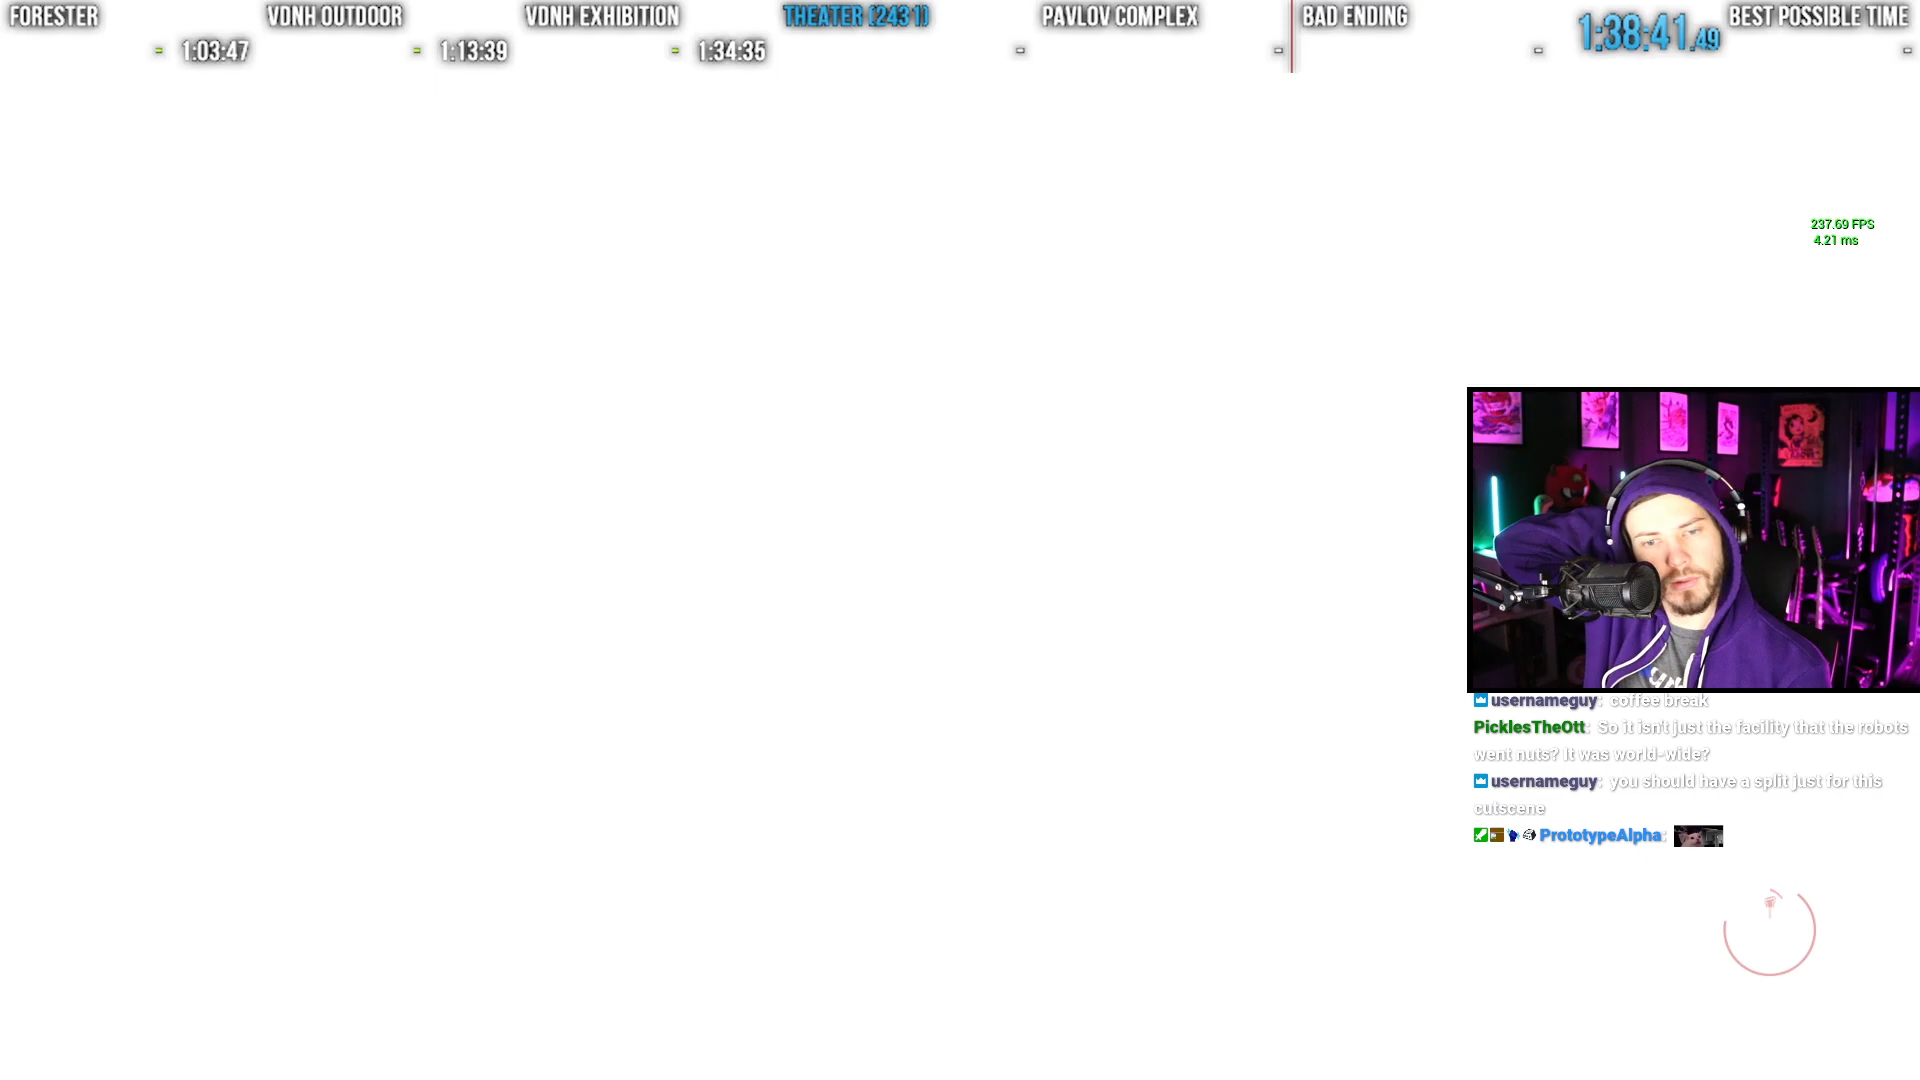 FORESTER VDNH OUTDOOR VDNH EXHIBITION THEATER (2431) PAVLOV COMPLEX BAD ENDING 1:38:41.49 BEST POSSIBLE TIME
- 1:03:47 - 1:13:39 - 1:34:35 - - - -
237.69 FPS
4.21 ms
usernameguy: coffee break
PicklesTheOtt: So it isn't just the facility that the robots
went nuts? It was world-wide?
usernameguy: you should have a split just for this
cutscene
PrototypeAlpha: